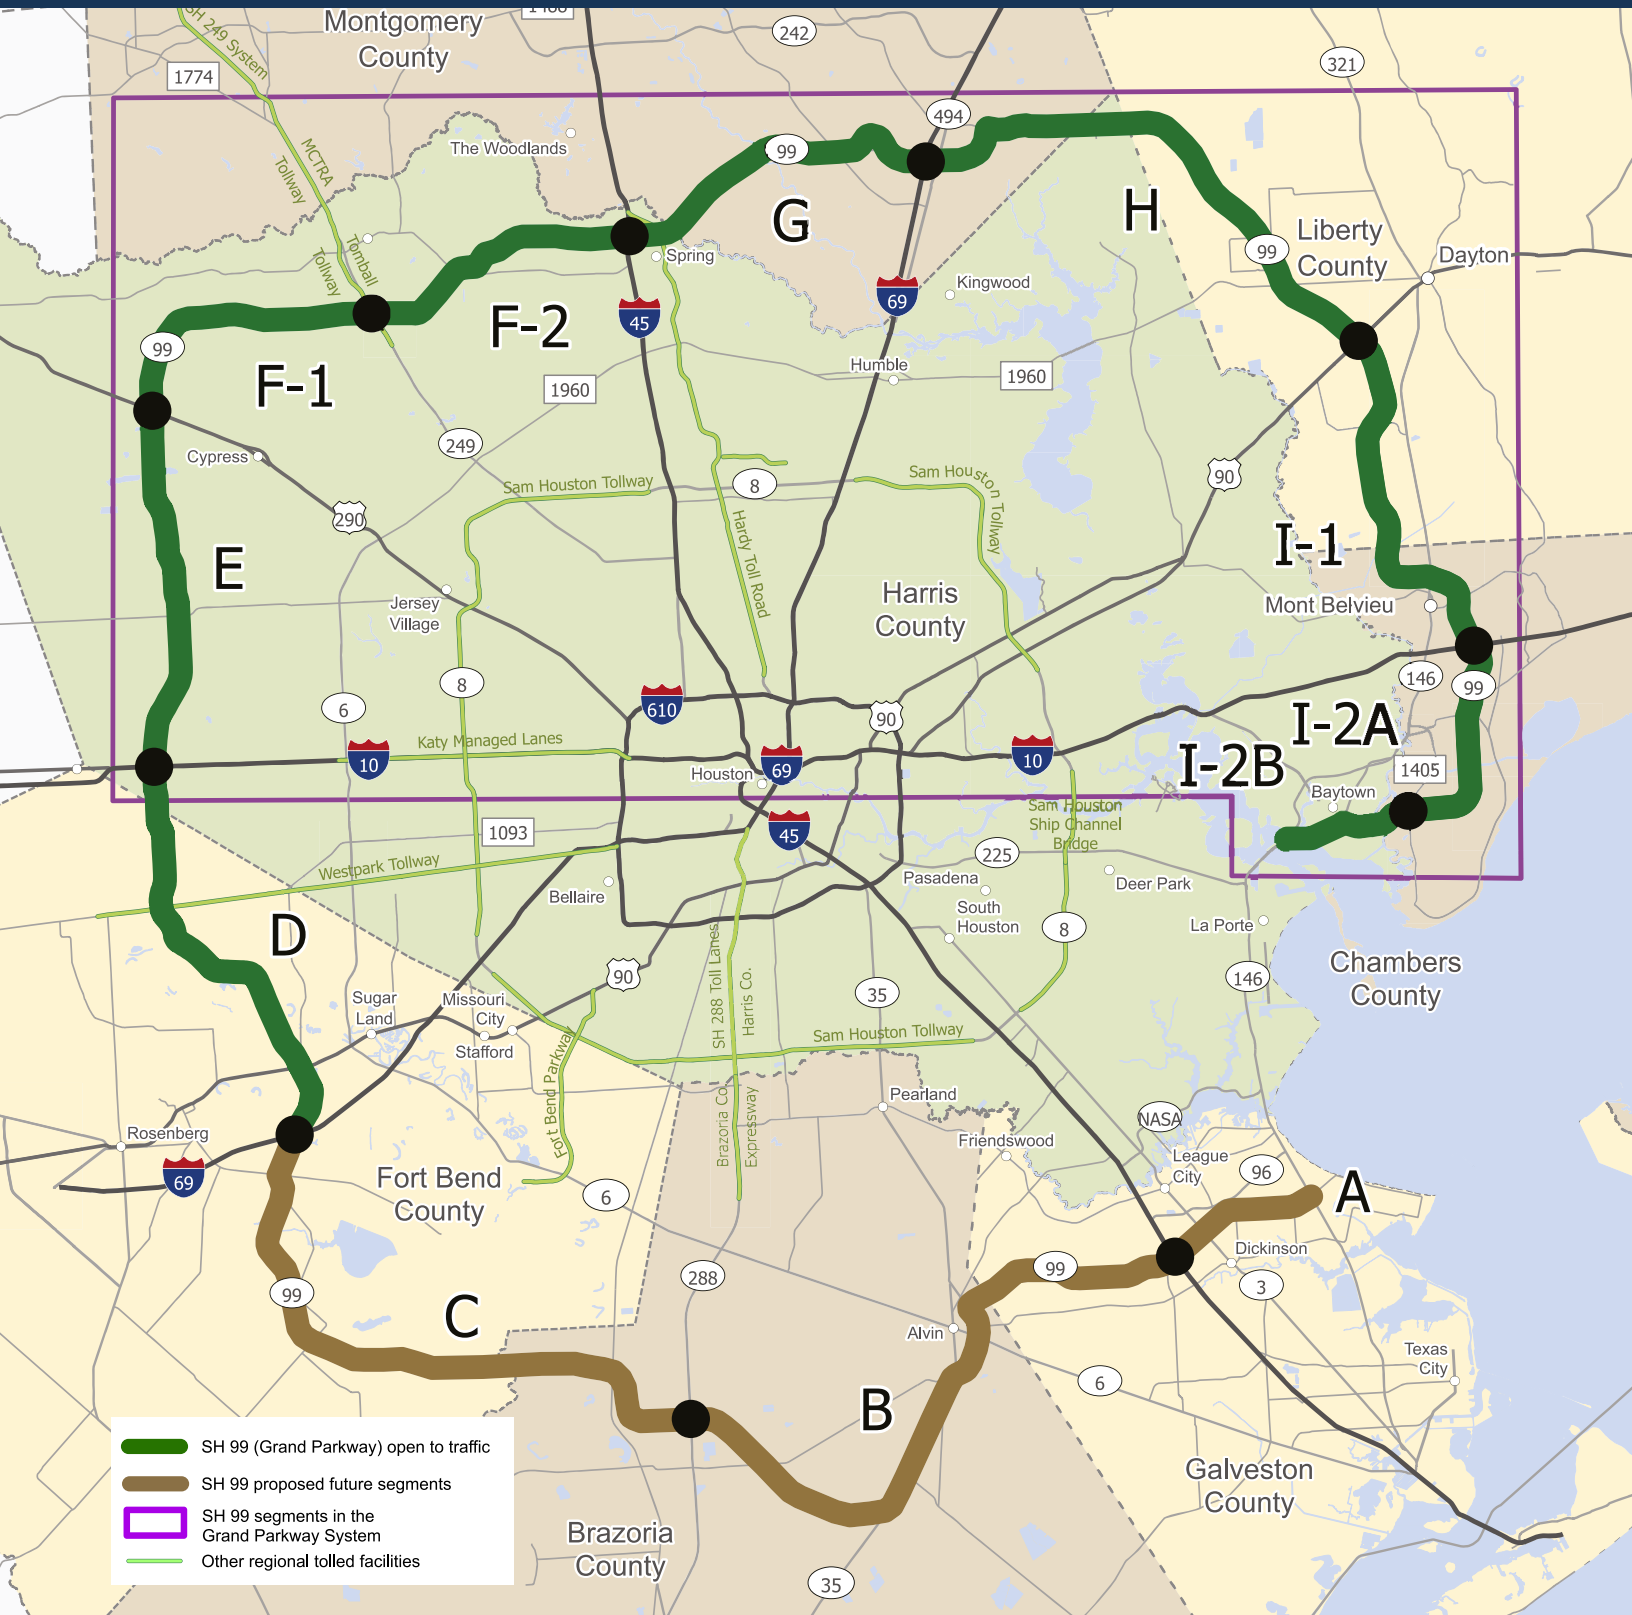 Montgomery
County
242
321
SH 249 System
1774
494
The Woodlands
MCTRA
Tollway
99
G
H
Liberty
County
99
Dayton
Tomball
Tollway
Spring
Kingwood
69
45
F-2
99
F-1
1960
Humble
1960
249
Cypress
Sam Houston Tollway
8
Sam Houston Tollway
90
290
Hardy Toll Road
E
I-1
Jersey
Village
Harris
County
Mont Belvieu
8
146
99
6
610
90
I-2A
Katy Managed Lanes
10
69
10
I-2B
1405
Houston
Baytown
Sam Houston
Ship Channel
Bridge
1093
45
225
Westpark Tollway
Pasadena
Deer Park
Bellaire
South
Houston
La Porte
D
8
90
SH 288 Toll Lanes
Harris Co.
35
146
Chambers
County
Sugar
Land
Missouri
City
Stafford
Sam Houston Tollway
Fort Bend Parkway
Brazoria Co.
Expressway
Pearland
NASA
Rosenberg
Friendswood
League
City
96
69
Fort Bend
County
6
A
Dickinson
99
288
99
3
C
Alvin
Texas
City
6
B
SH 99 (Grand Parkway) open to traffic
SH 99 proposed future segments
SH 99 segments in the
Grand Parkway System
Other regional tolled facilities
Galveston
County
Brazoria
County
35